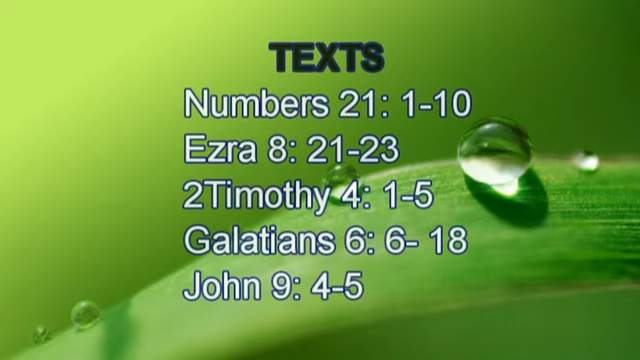 TEXTS
Numbers 21: 1-10
Ezra 8: 21-23
2Timothy 4: 1-5
Galatians 6: 6- 18
John 9: 4-5